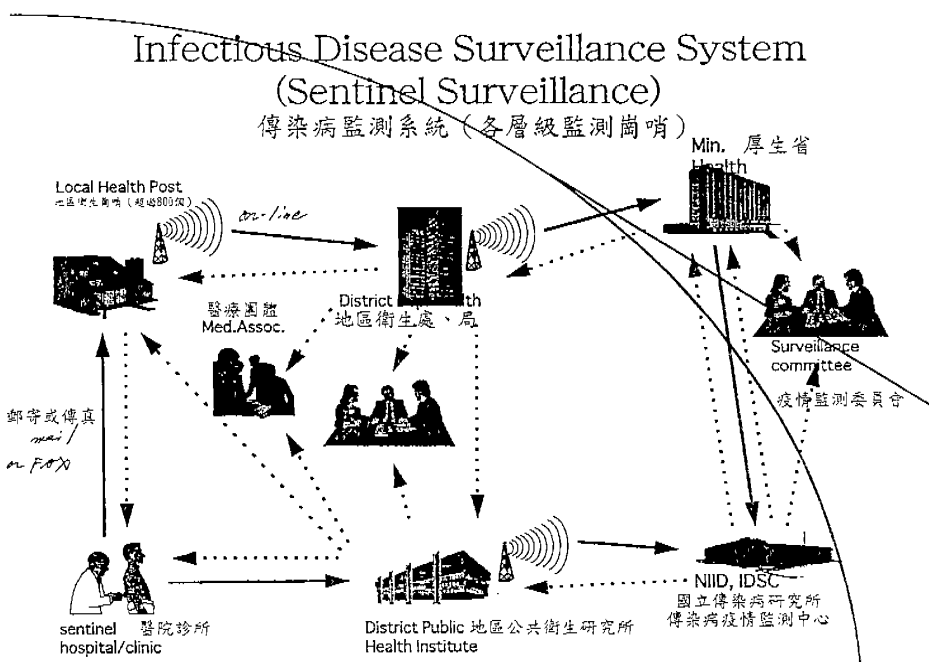 Infectious Disease Surveillance System
(Sentinel Surveillance)
傳染病監測系統（各層級監測崗哨）
Min. 厚生省
Health
Local Health Post
地區衛生崗哨（超過800個）
on-line
醫療團體
Med.Assoc.
District Health
地區衛生處、局
Surveillance
committee
疫情監測委員會
郵寄或傳真
mail
or FAX
NIID, IDSC
國立傳染病研究所
傳染病疫情監測中心
sentinel 醫院診所
hospital/clinic
District Public 地區公共衛生研究所
Health Institute